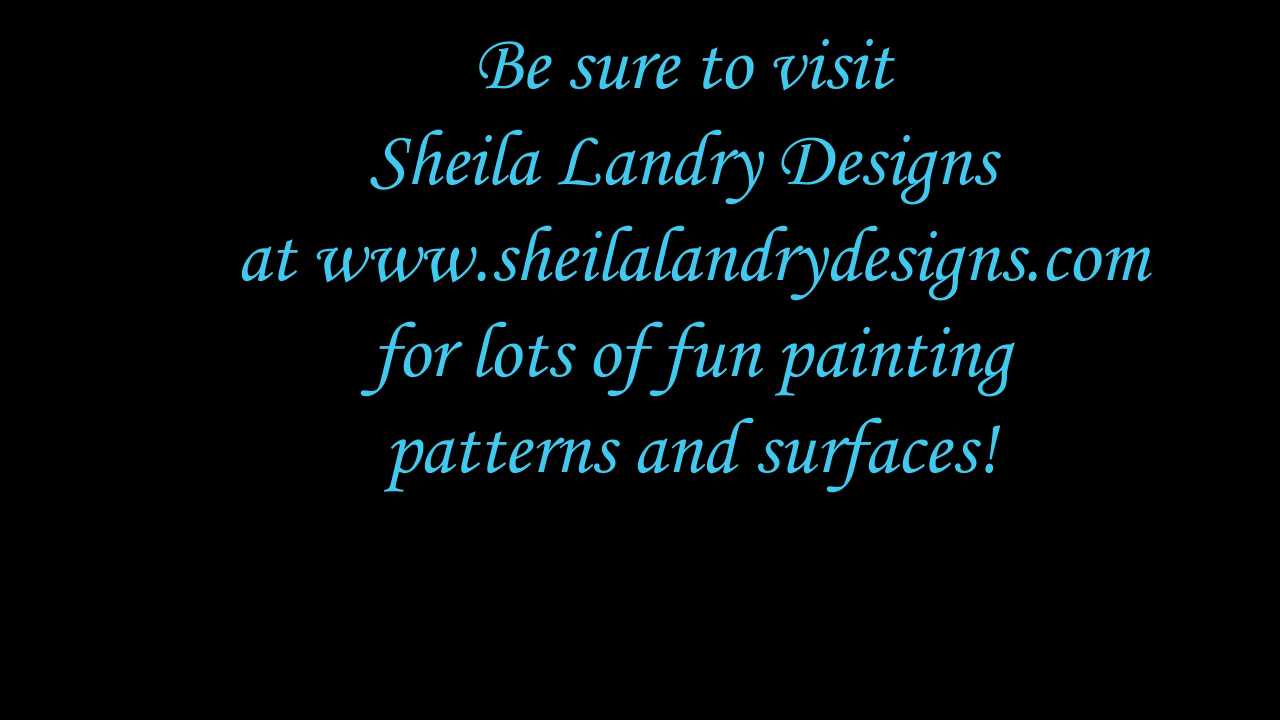 Be sure to visit
Sheila Landry Designs
at www.sheilalandrydesigns.com
for lots of fun painting
patterns and surfaces!